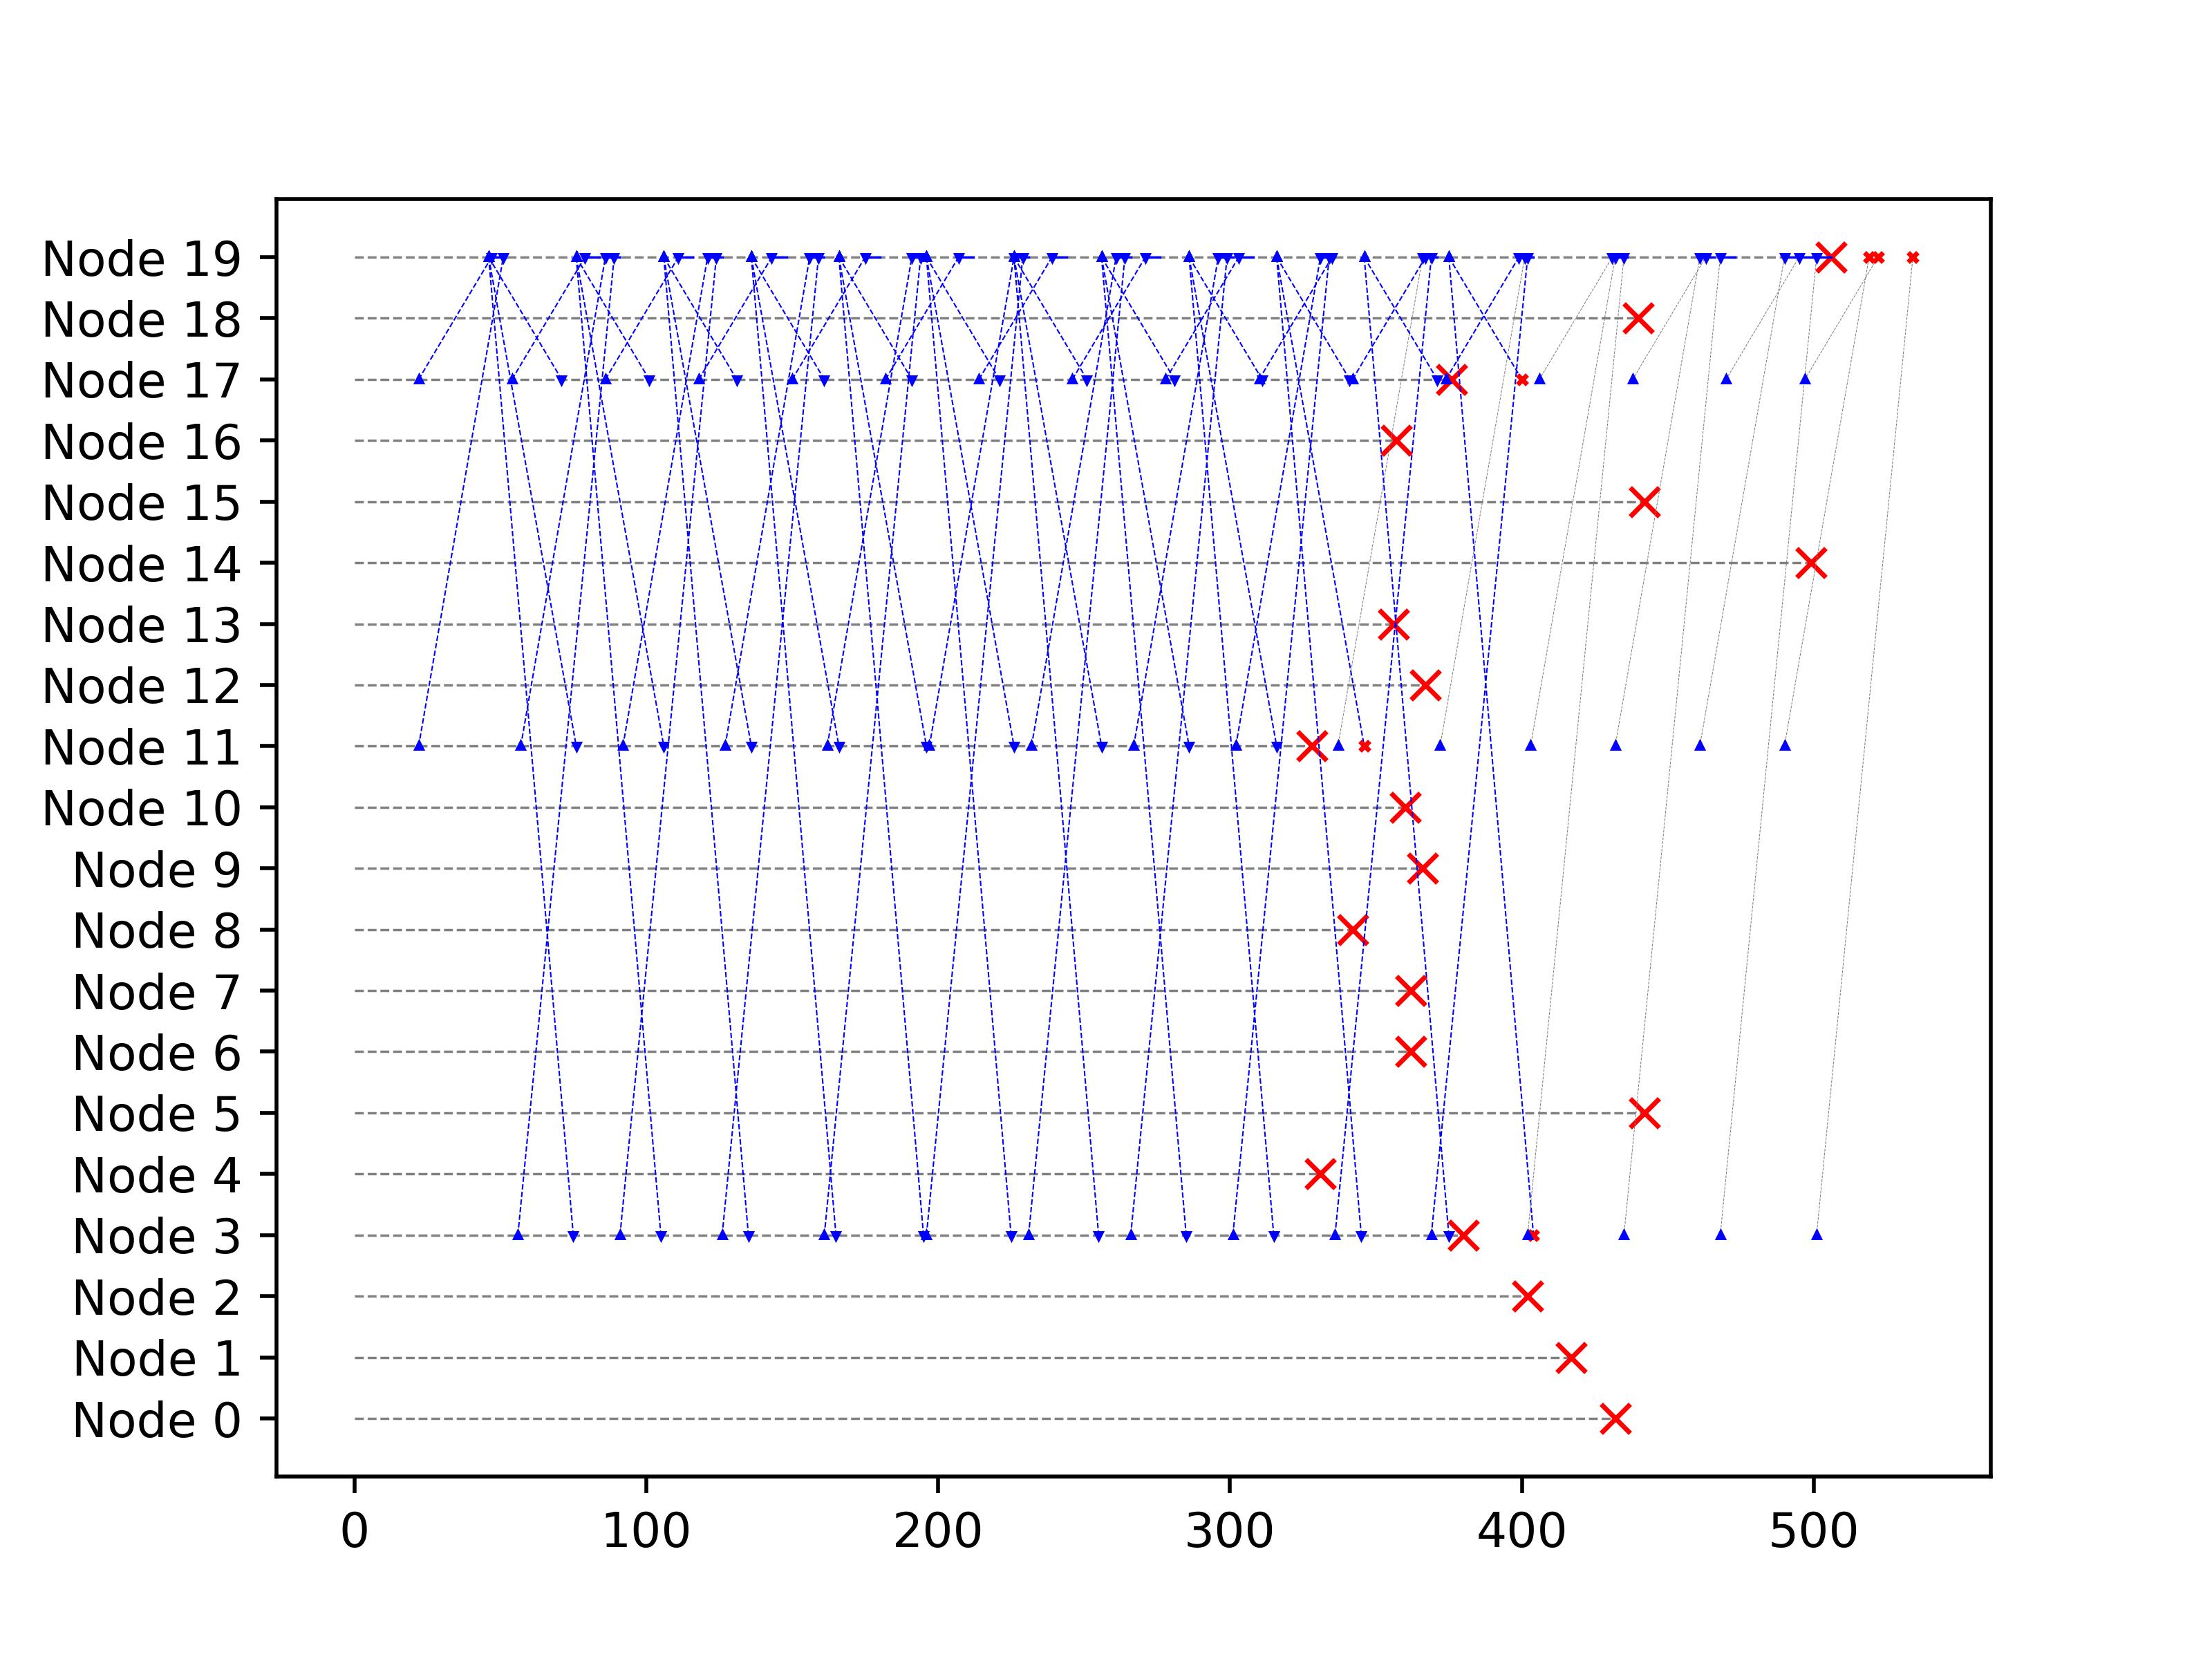 Node 19
Node 18
Node 17
Node 16
Node 15
Node 14
Node 13
Node 12
Node 11
Node 10
Node 9
Node 8
Node 7
Node 6
Node 5
Node 4
Node 3
Node 2
Node 1
Node 0
0 100 200 300 400 500